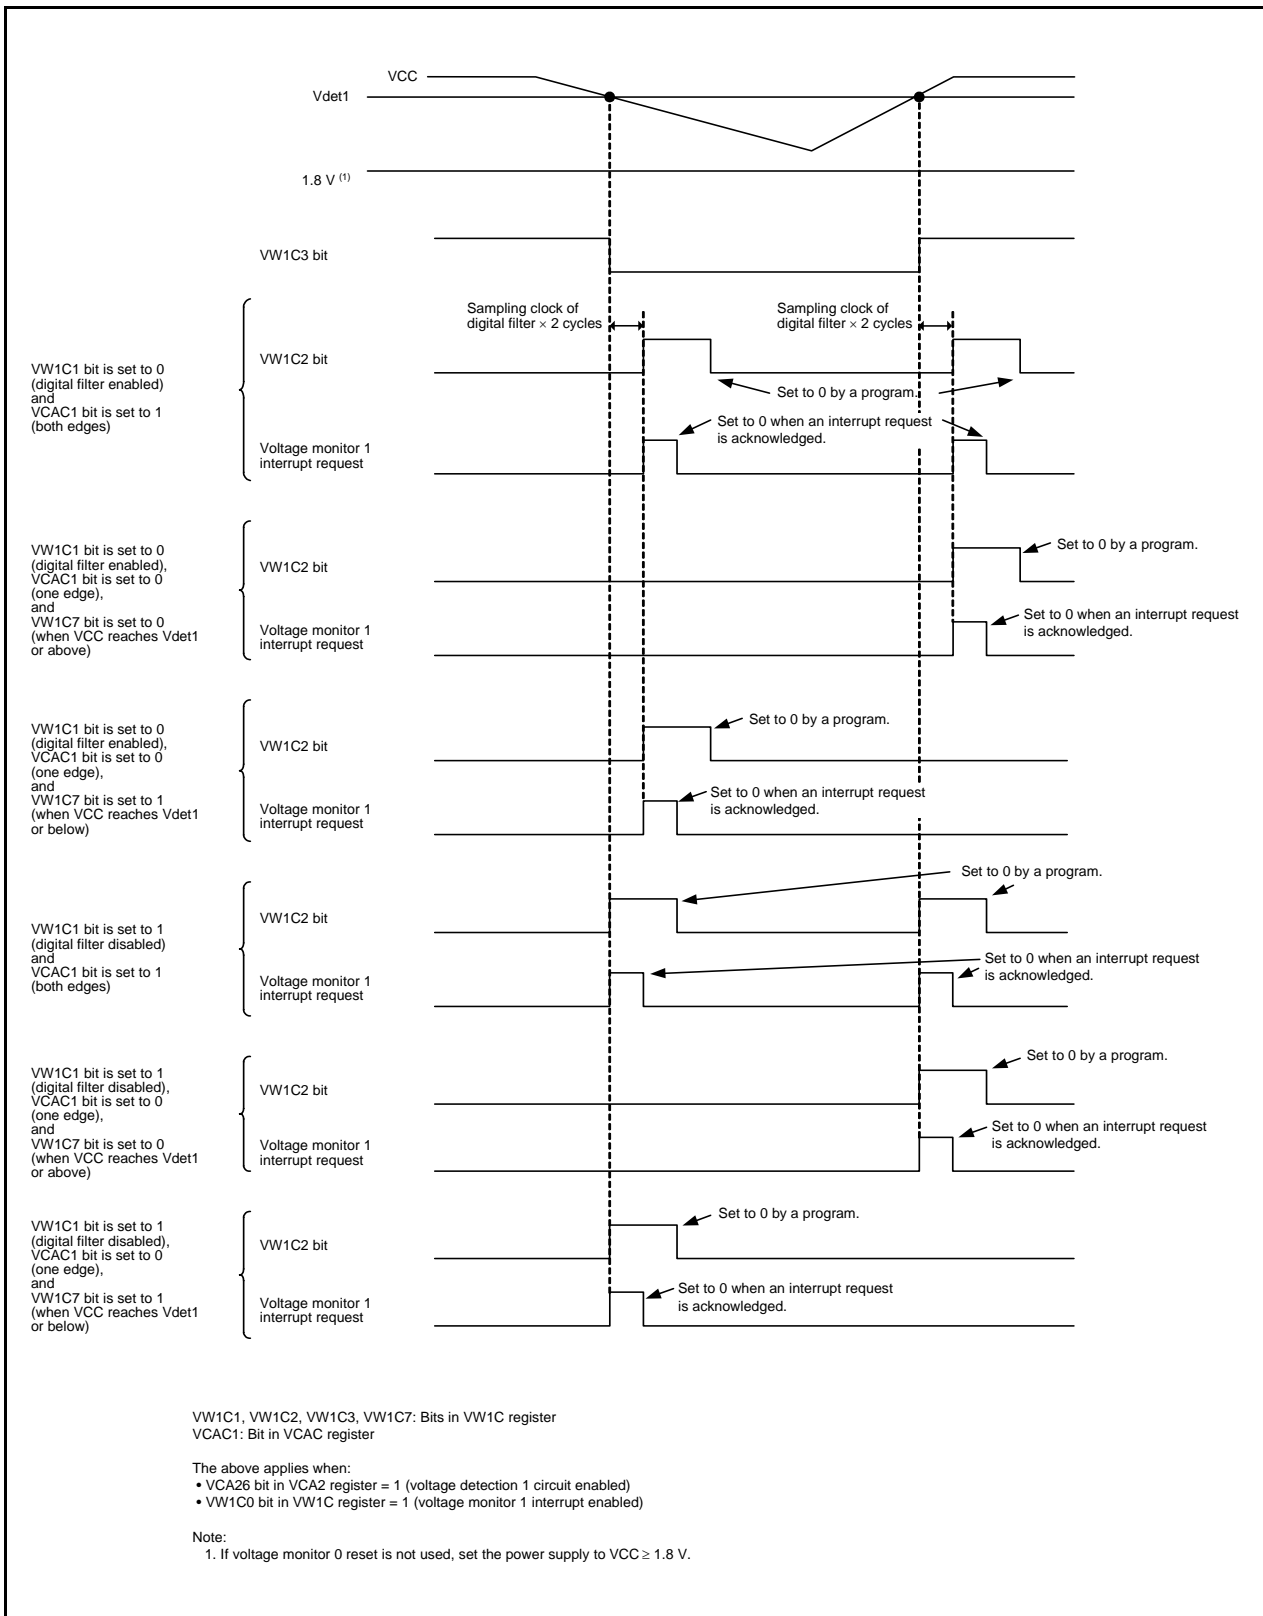 VCC
Vdet1
1.8 V (1)
VW1C3 bit
Sampling clock of
digital filter × 2 cycles
Sampling clock of
digital filter × 2 cycles
VW1C1 bit is set to 0
(digital filter enabled)
and
VCAC1 bit is set to 1
(both edges)
VW1C2 bit
Set to 0 by a program.
Voltage monitor 1
interrupt request
Set to 0 when an interrupt request
is acknowledged.
VW1C1 bit is set to 0
(digital filter enabled),
VCAC1 bit is set to 0
(one edge),
and
VW1C7 bit is set to 0
(when VCC reaches Vdet1
or above)
VW1C2 bit
Set to 0 by a program.
Voltage monitor 1
interrupt request
Set to 0 when an interrupt request
is acknowledged.
VW1C1 bit is set to 0
(digital filter enabled),
VCAC1 bit is set to 0
(one edge),
and
VW1C7 bit is set to 1
(when VCC reaches Vdet1
or below)
VW1C2 bit
Set to 0 by a program.
Voltage monitor 1
interrupt request
Set to 0 when an interrupt request
is acknowledged.
VW1C1 bit is set to 1
(digital filter disabled)
and
VCAC1 bit is set to 1
(both edges)
VW1C2 bit
Set to 0 by a program.
Voltage monitor 1
interrupt request
Set to 0 when an interrupt request
is acknowledged.
VW1C1 bit is set to 1
(digital filter disabled),
VCAC1 bit is set to 0
(one edge),
and
VW1C7 bit is set to 0
(when VCC reaches Vdet1
or above)
VW1C2 bit
Set to 0 by a program.
Voltage monitor 1
interrupt request
Set to 0 when an interrupt request
is acknowledged.
VW1C1 bit is set to 1
(digital filter disabled),
VCAC1 bit is set to 0
(one edge),
and
VW1C7 bit is set to 1
(when VCC reaches Vdet1
or below)
VW1C2 bit
Set to 0 by a program.
Voltage monitor 1
interrupt request
Set to 0 when an interrupt request
is acknowledged.
VW1C1, VW1C2, VW1C3, VW1C7: Bits in VW1C register
VCAC1: Bit in VCAC register
The above applies when:
• VCA26 bit in VCA2 register = 1 (voltage detection 1 circuit enabled)
• VW1C0 bit in VW1C register = 1 (voltage monitor 1 interrupt enabled)
Note:
1. If voltage monitor 0 reset is not used, set the power supply to VCC ≥ 1.8 V.